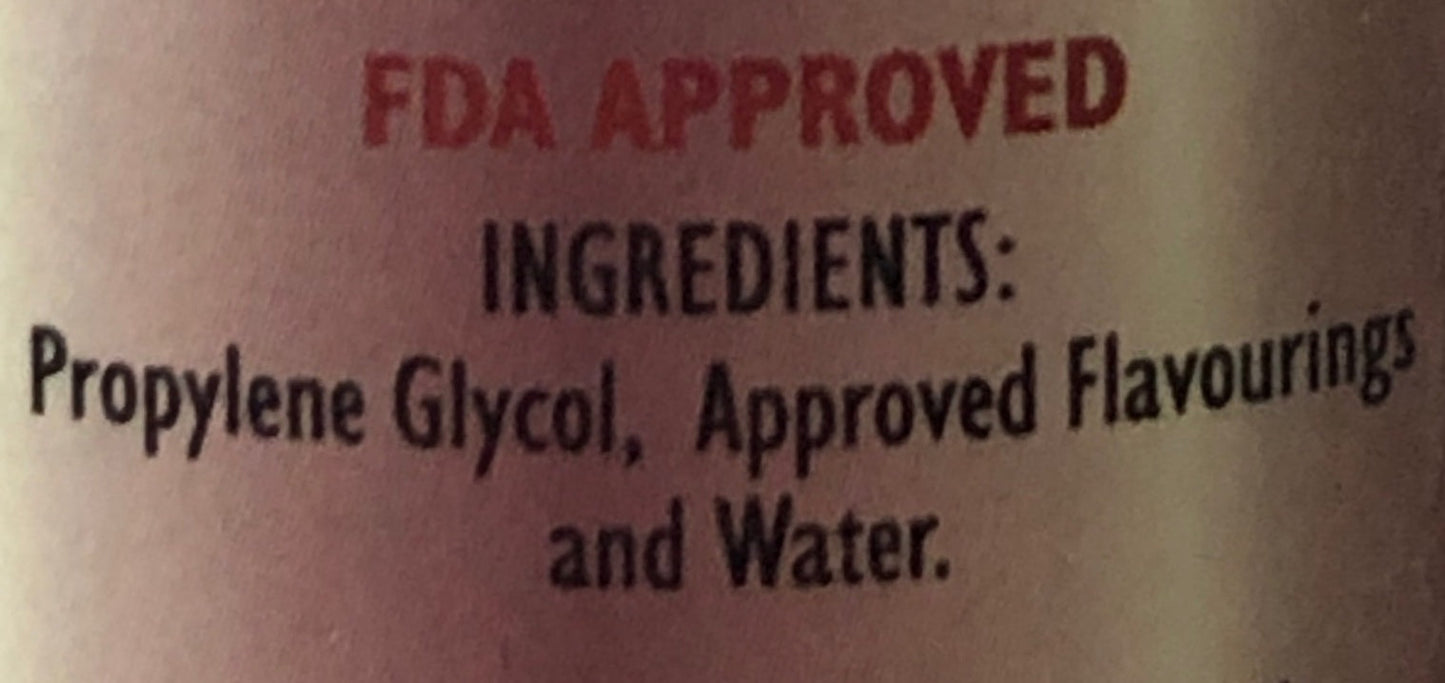 FDA APPROVED
INGREDIENTS:
Propylene Glycol, Approved Flavourings
and Water.